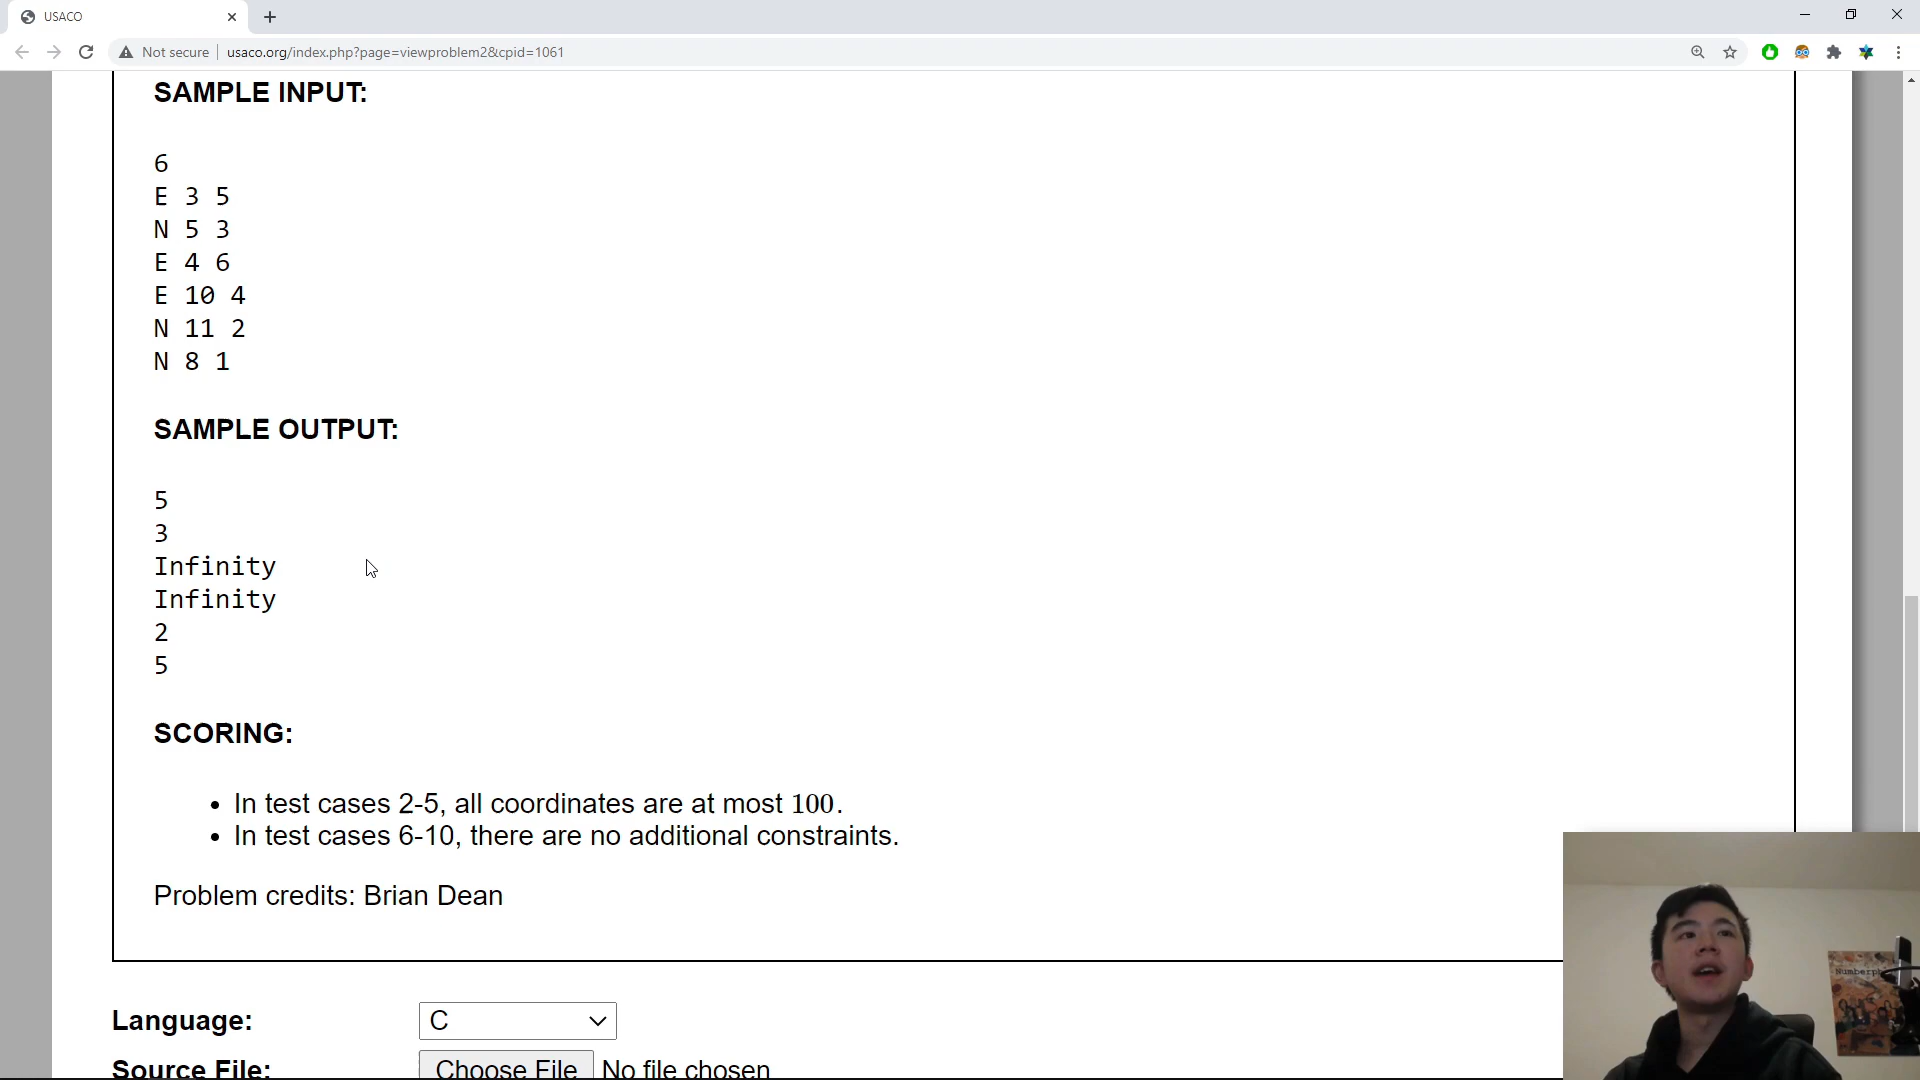 USACO
Not secure usaco.org/index.php?page=viewproblem2&cpid=1061
SAMPLE INPUT:
6
E 3 5
N 5 3
E 4 6
E 10 4
N 11 2
N 8 1
SAMPLE OUTPUT:
5
3
Infinity
Infinity
2
5
SCORING:
• In test cases 2-5, all coordinates are at most 100.
• In test cases 6-10, there are no additional constraints.
Problem credits: Brian Dean
Language: C
Source File: Choose File No file chosen